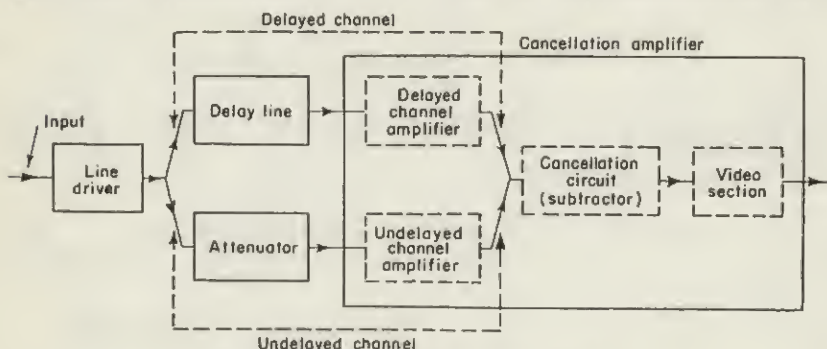 Delayed channel
Cancellation amplifier
Input
Line
driver
Delay line
Delayed
channel
amplifier
Cancellation
circuit
(subtractor)
Video
section
Attenuator
Undelayed
channel
amplifier
Undelayed channel